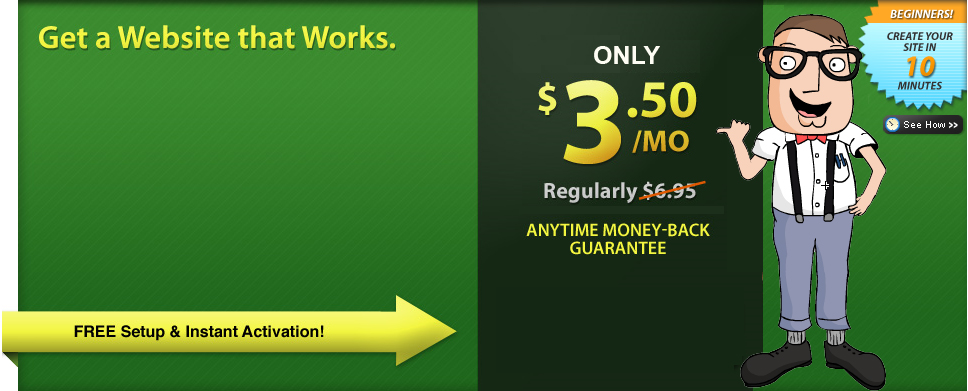 Get a Website that Works.
ONLY
$3.50
/MO
Regularly $6.95
ANYTIME MONEY-BACK
GUARANTEE
FREE Setup & Instant Activation!
BEGINNERS!
CREATE YOUR
SITE IN
10
MINUTES
See How >>